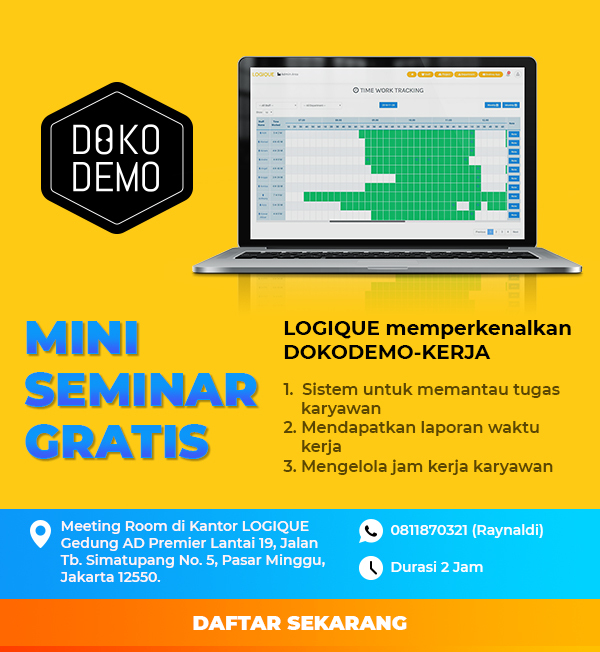 DOKO
DEMO
LOGIQUE
TIME WORK TRACKING
MINI
SEMINAR
GRATIS
LOGIQUE memperkenalkan
DOKODEMO-KERJA
1. Sistem untuk memantau tugas
karyawan
2. Mendapatkan laporan waktu
kerja
3. Mengelola jam kerja karyawan
Meeting Room di Kantor LOGIQUE
Gedung AD Premier Lantai 19, Jalan
Tb. Simatupang No. 5, Pasar Minggu,
Jakarta 12550.
0811870321 (Raynaldi)
Durasi 2 Jam
DAFTAR SEKARANG